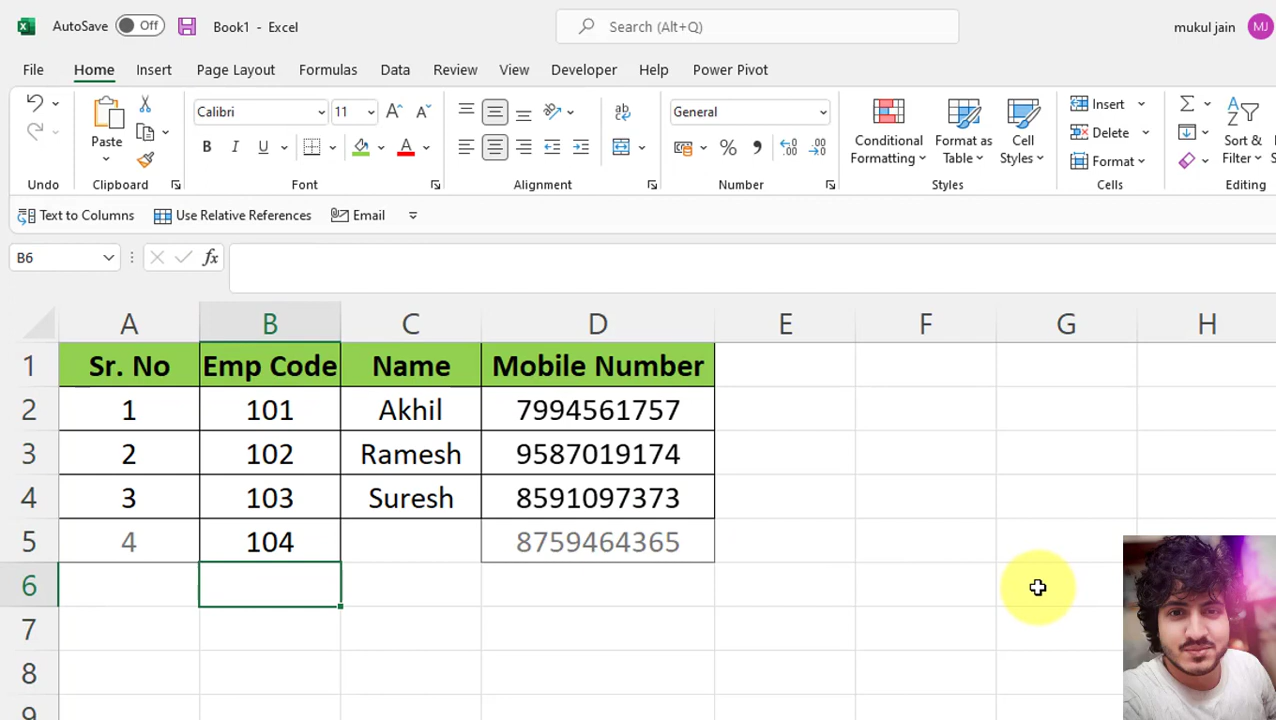 AutoSave Off Book1 - Excel Search (Alt+Q) mukul jain MJ
File Home Insert Page Layout Formulas Data Review View Developer Help Power Pivot
Paste Calibri 11 General Conditional Formatting Format as Table Cell Styles Insert Delete Format Sort & Filter
Undo Clipboard Font Alignment Number Styles Cells Editing
Text to Columns Use Relative References Email
B6 fx
A B C D E F G H
1 Sr. No Emp Code Name Mobile Number
2 1 101 Akhil 7994561757
3 2 102 Ramesh 9587019174
4 3 103 Suresh 8591097373
5 4 104 8759464365
6
7
8
9